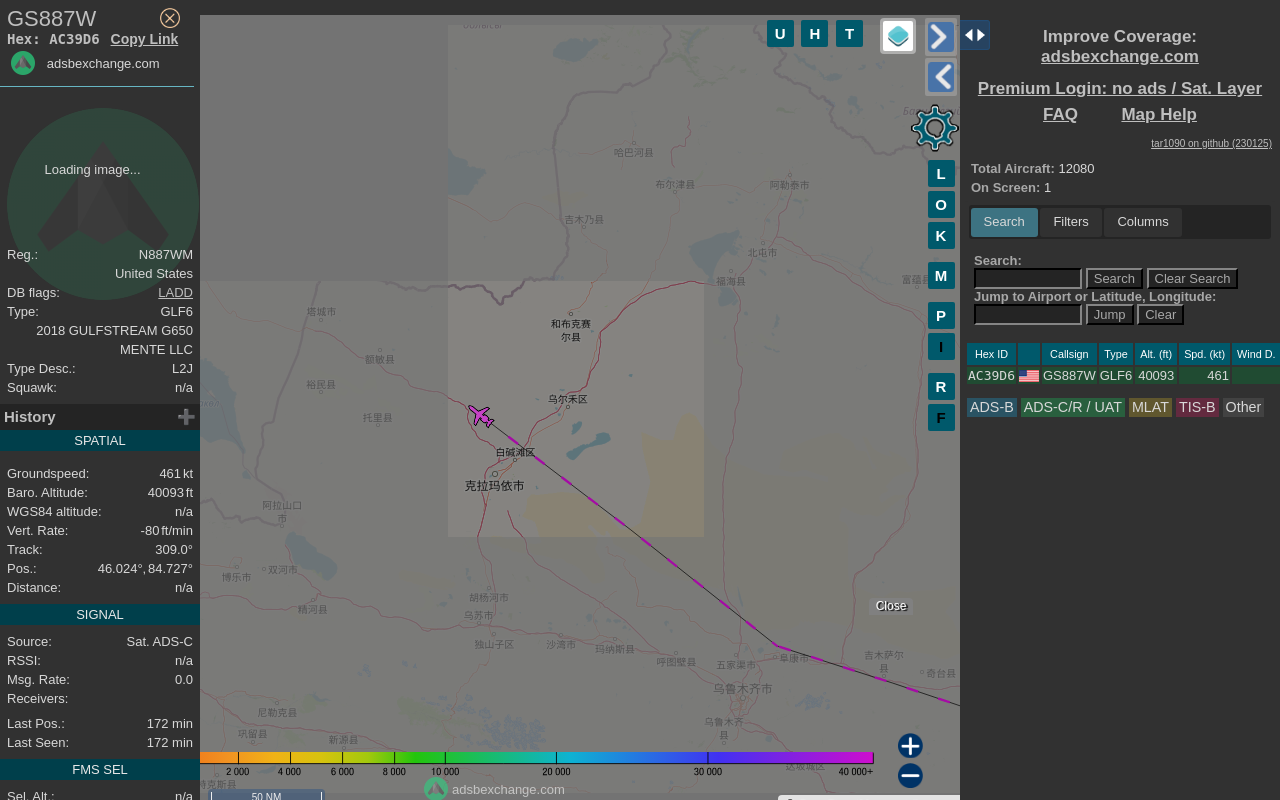 GS887W
Hex: AC39D6 Copy Link
adsbexchange.com
Loading image...
Reg.: N887WM
United States
DB flags: LADD
Type: GLF6
2018 GULFSTREAM G650
MENTE LLC
Type Desc.: L2J
Squawk: n/a
History
SPATIAL
Groundspeed: 461 kt
Baro. Altitude: 40093 ft
WGS84 altitude: n/a
Vert. Rate: -80 ft/min
Track: 309.0°
Pos.: 46.024°, 84.727°
Distance: n/a
SIGNAL
Source: Sat. ADS-C
RSSI: n/a
Msg. Rate: 0.0
Receivers:
Last Pos.: 172 min
Last Seen: 172 min
FMS SEL
Sel. Alt.: n/a
U H T
L
O
K
M
P
I
R
F
哈巴河县
布尔津县
阿勒泰市
吉木乃县
北屯市
福海县
塔城市
和布克赛
尔县
额敏县
裕民县
乌尔禾区
托里县
白碱滩区
克拉玛依市
阿拉山口
市
博乐市
双河市
精河县
胡杨河市
乌苏市
独山子区
沙湾市
玛纳斯县
呼图壁县
五家渠市
阜康市
吉木萨尔
县
奇台县
乌鲁木齐市
乌鲁木齐
县
尼勒克县
巩留县
新源县
Close
2 000 4 000 6 000 8 000 10 000 20 000 30 000 40 000+
adsbexchange.com
50 NM
Improve Coverage:
adsbexchange.com
Premium Login: no ads / Sat. Layer
FAQ Map Help
tar1090 on github (230125)
Total Aircraft: 12080
On Screen: 1
Search Filters Columns
Search:
Search Clear Search
Jump to Airport or Latitude, Longitude:
Jump Clear
Hex ID Callsign Type Alt. (ft) Spd. (kt) Wind D.
AC39D6 GS887W GLF6 40093 461
ADS-B ADS-C/R / UAT MLAT TIS-B Other